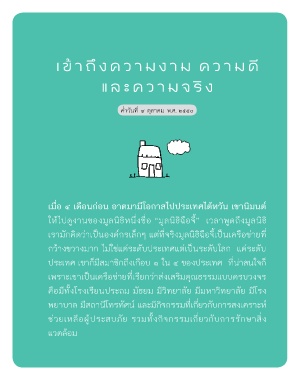 เข้าถึงความงาม ความดี
และความจริง
ค่ำวันที่ ๔ ตุลาคม พ.ศ. ๒๕๕๐
เมื่อ ๔ เดือนก่อน อาตมามีโอกาสไปประเทศไต้หวัน เขานิมนต์
ให้ไปดูงานของมูลนิธิหนึ่งชื่อ "มูลนิธิฉือจี้" เวลาพูดถึงมูลนิธิ
เรามักคิดว่าเป็นองค์กรเล็กๆ แต่ที่จริงมูลนิธิฉือจี้เป็นเครือข่ายที่
กว้างขวางมาก ไม่ใช่แค่ระดับประเทศแต่เป็นระดับโลก แค่ระดับ
ประเทศ เขาก็มีสมาชิกถึงเกือบ ๑ ใน ๔ ของประเทศ ที่น่าสนใจก็
เพราะเขาเป็นเครือข่ายที่เรียกว่าส่งเสริมคุณธรรมแบบครบวงจร
คือมีทั้งโรงเรียนประถม มัธยม มีวิทยาลัย มีมหาวิทยาลัย มีโรง
พยาบาล มีสถานีโทรทัศน์ และมีกิจกรรมที่เกี่ยวกับการสงเคราะห์
ช่วยเหลือผู้ประสบภัย รวมทั้งกิจกรรมเกี่ยวกับการรักษาสิ่ง
แวดล้อม